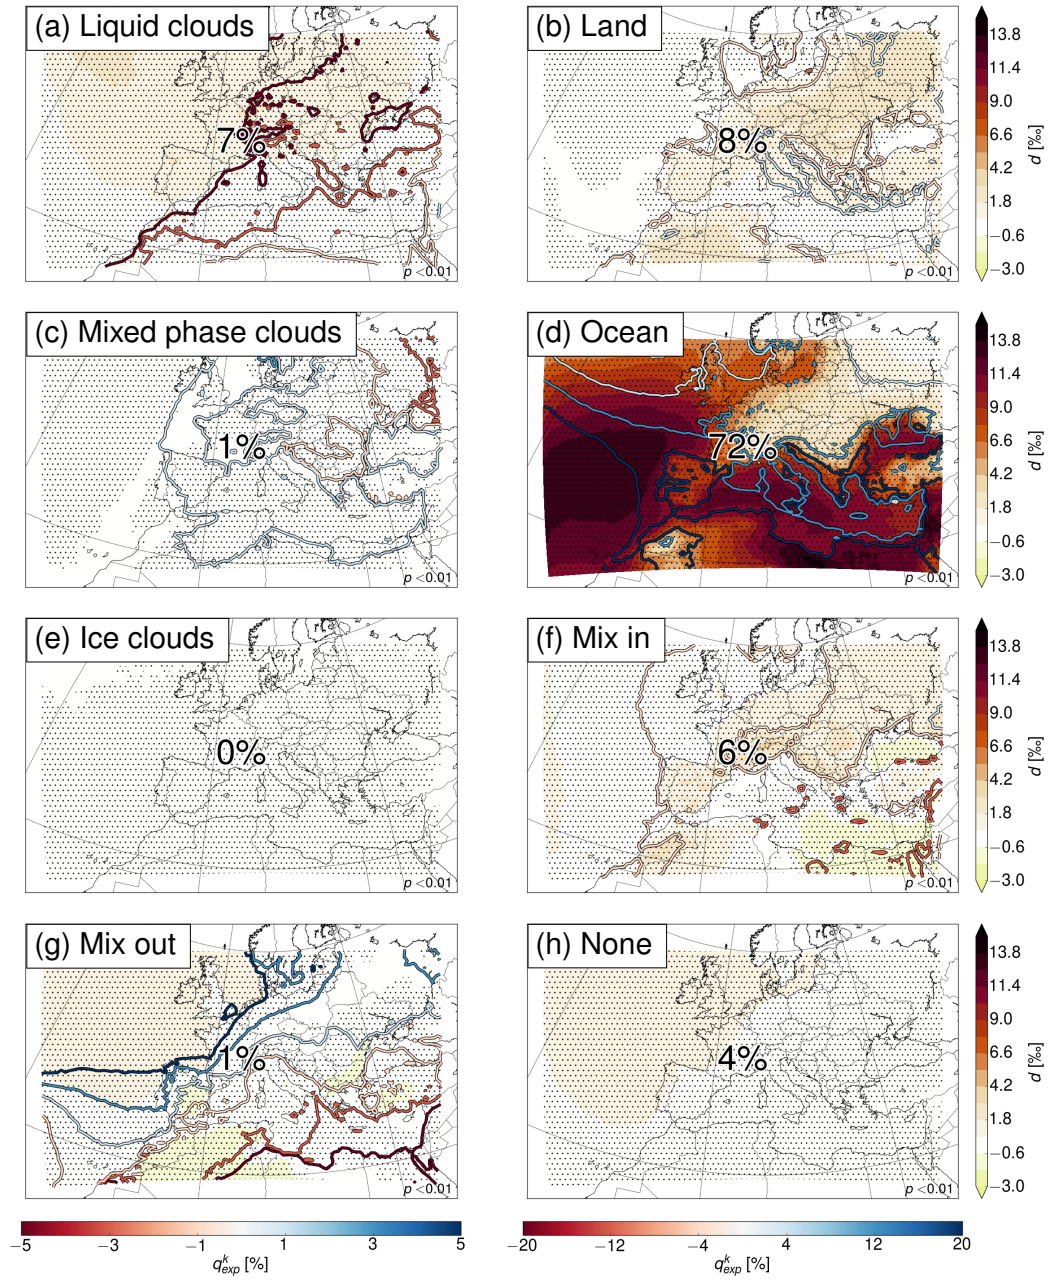 (a) Liquid clouds
7%
p <0.01
(b) Land
8%
13.8
11.4
9.0
6.6
4.2
1.8
−0.6
−3.0
d [‰]
(c) Mixed phase clouds
1%
p <0.01
(d) Ocean
72%
p <0.01
13.8
11.4
9.0
6.6
4.2
1.8
−0.6
−3.0
d [‰]
(e) Ice clouds
0%
p <0.01
(f) Mix in
6%
p <0.01
13.8
11.4
9.0
6.6
4.2
1.8
−0.6
−3.0
d [‰]
(g) Mix out
1%
p <0.01
(h) None
4%
p <0.01
13.8
11.4
9.0
6.6
4.2
1.8
−0.6
−3.0
d [‰]
−5 −3 −1 1 3 5
q^k_exp [%]
−20 −12 −4 4 12 20
q^k_exp [%]